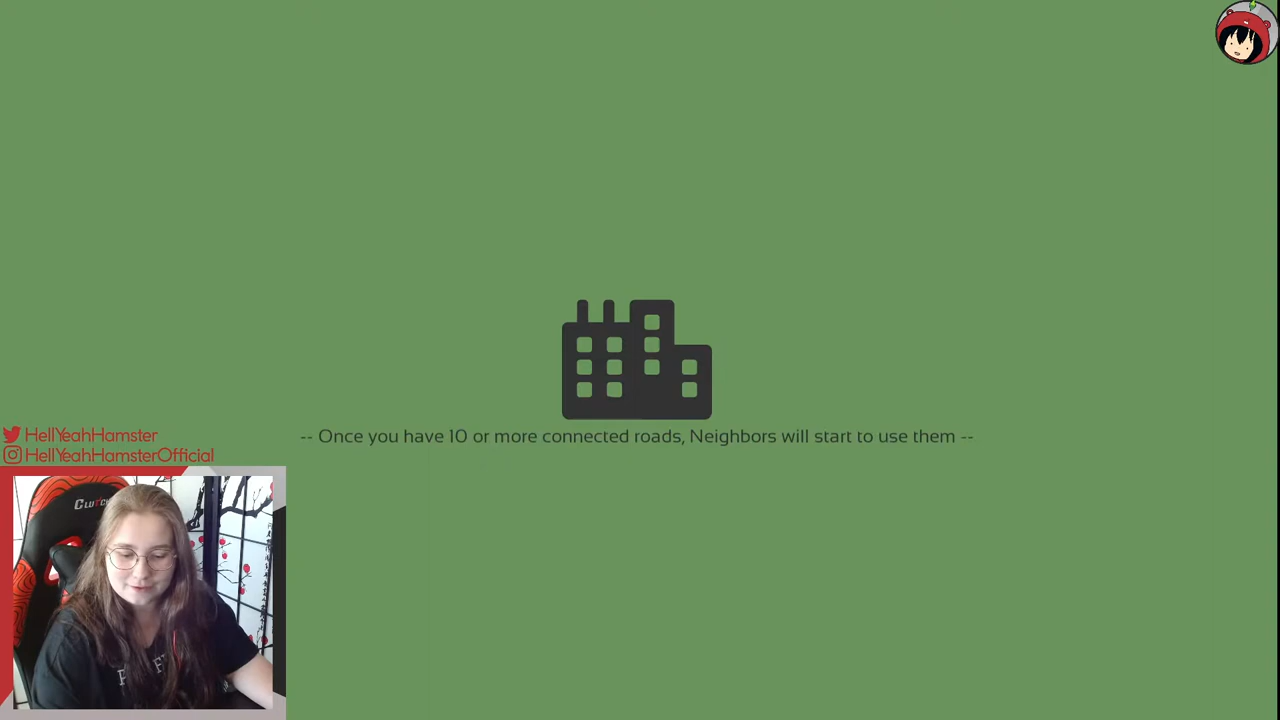 HellYeahHamster
-- Once you have 10 or more connected roads, Neighbors will start to use them --
HellYeahHamsterOfficial